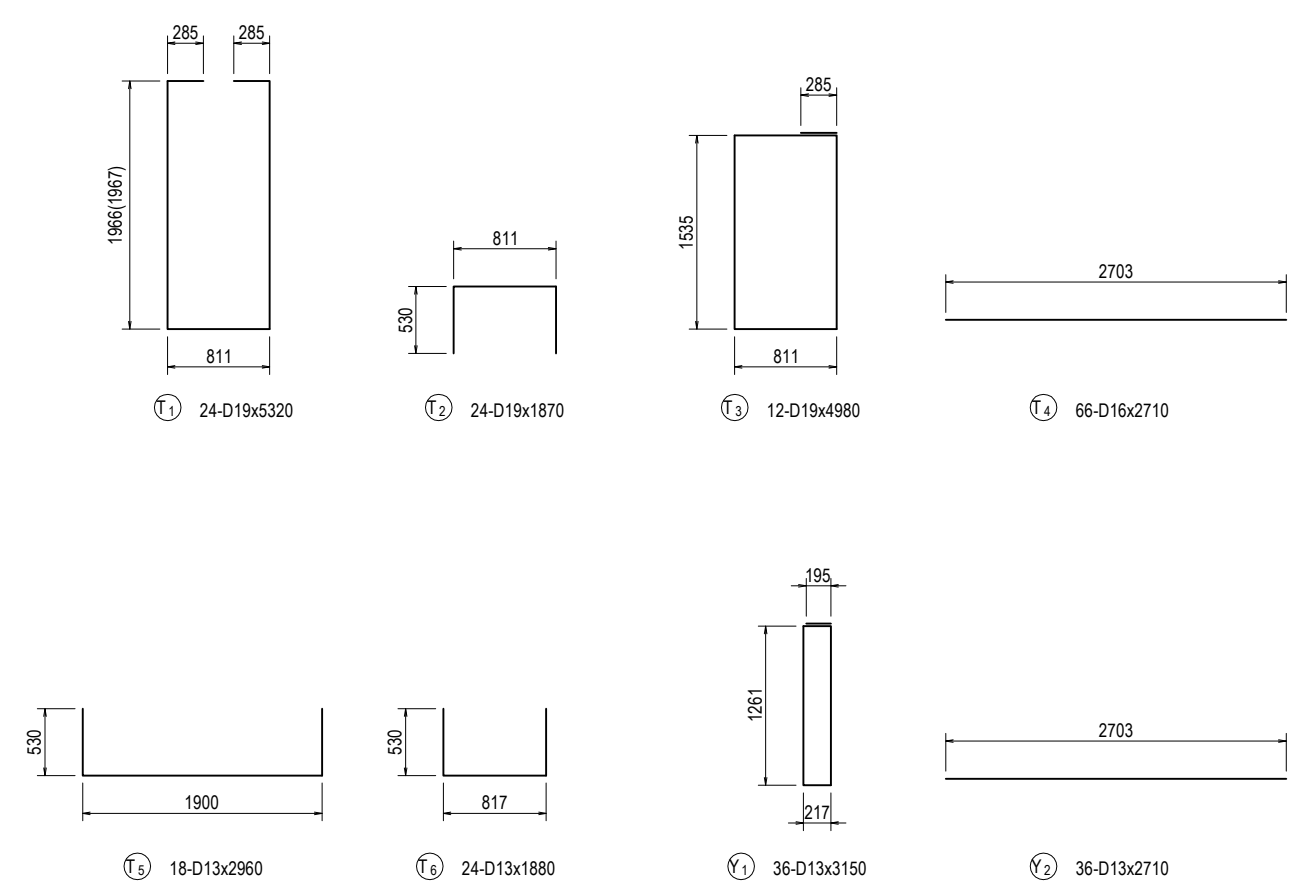 285 285
285
1966(1967)
811
1535
2703
530
811
811
T1 24-D19x5320
T2 24-D19x1870
T3 12-D19x4980
T4 66-D16x2710
195
1261
530
530
2703
1900
817
217
T5 18-D13x2960
T6 24-D13x1880
Y1 36-D13x3150
Y2 36-D13x2710